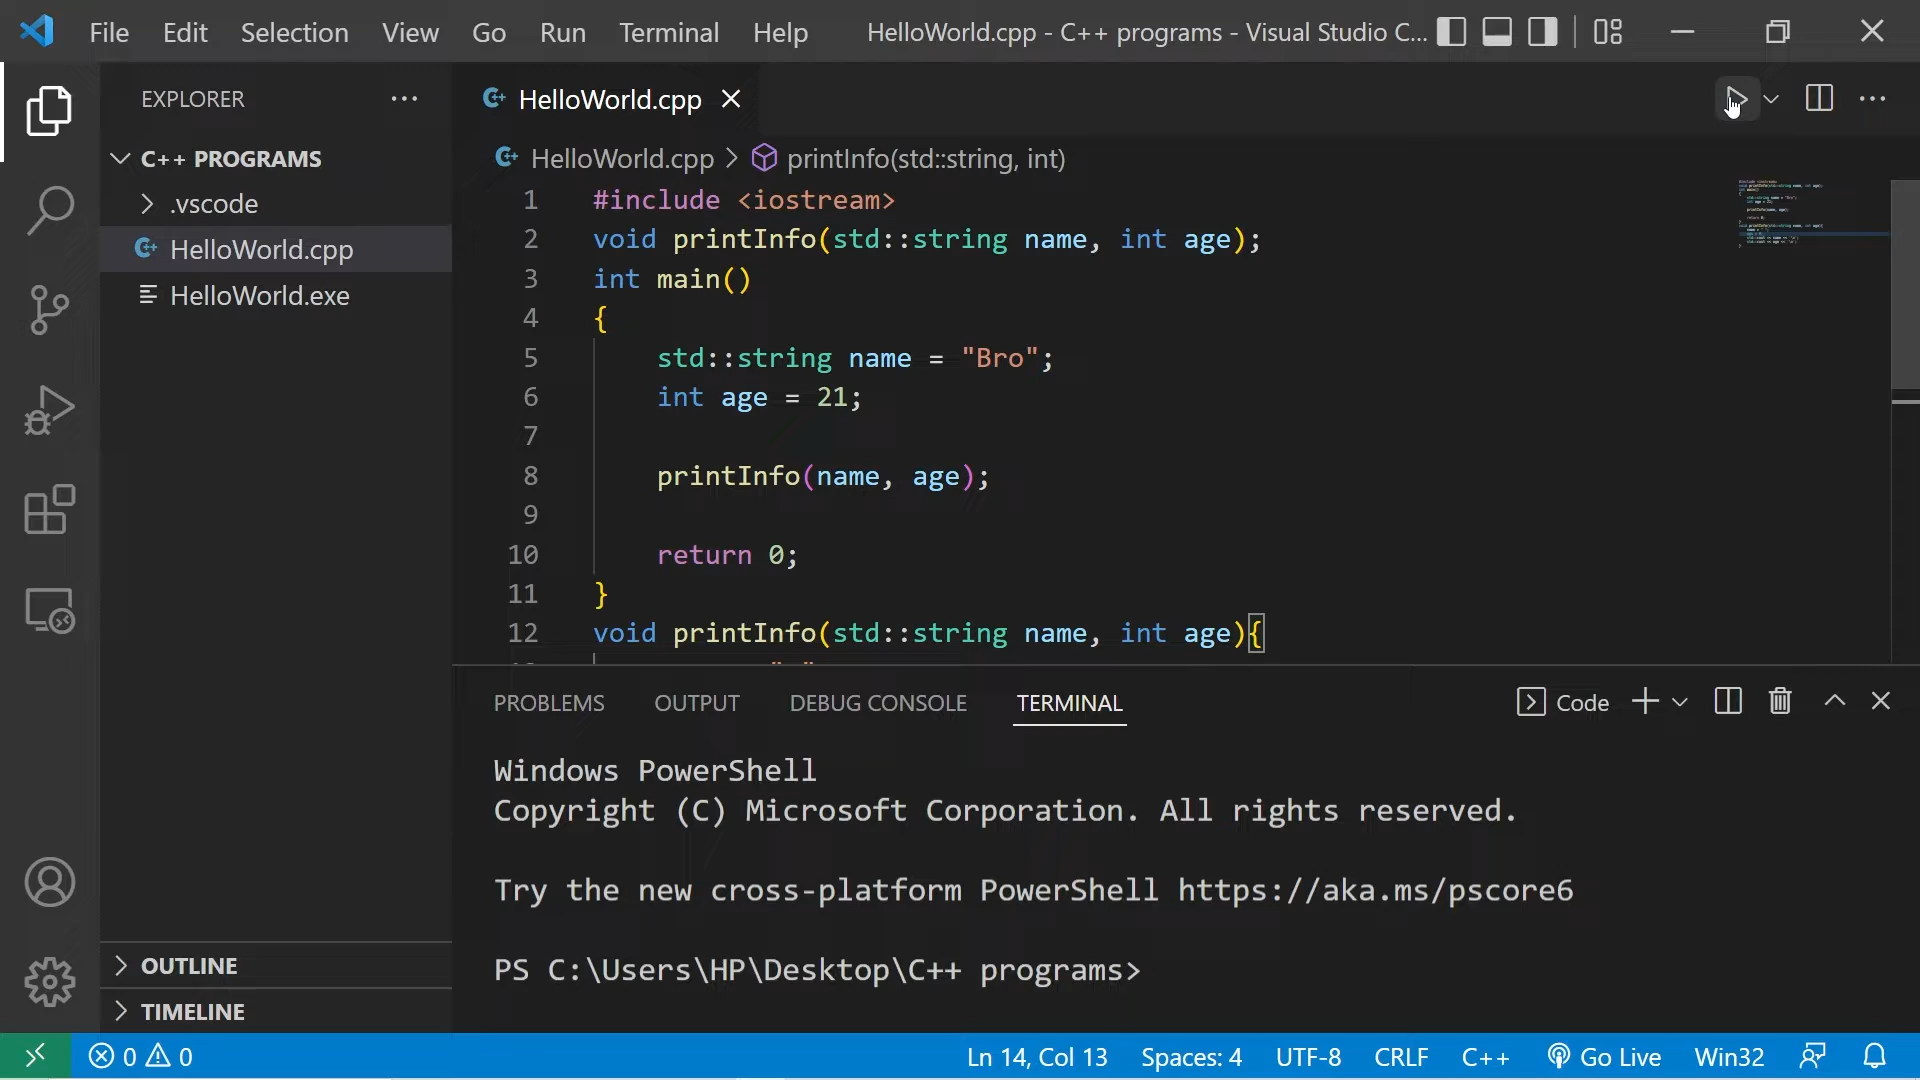 File Edit Selection View Go Run Terminal Help HelloWorld.cpp - C++ programs - Visual Studio C...
EXPLORER
C++ PROGRAMS
.vscode
HelloWorld.cpp
HelloWorld.exe
OUTLINE
TIMELINE
HelloWorld.cpp
HelloWorld.cpp > printInfo(std::string, int)
1 #include <iostream>
2 void printInfo(std::string name, int age);
3 int main()
4 {
5 std::string name = "Bro";
6 int age = 21;
7
8 printInfo(name, age);
9
10 return 0;
11 }
12 void printInfo(std::string name, int age){
PROBLEMS OUTPUT DEBUG CONSOLE TERMINAL Code
Windows PowerShell
Copyright (C) Microsoft Corporation. All rights reserved.
Try the new cross-platform PowerShell https://aka.ms/pscore6
PS C:\Users\HP\Desktop\C++ programs>
0 0 Ln 14, Col 13 Spaces: 4 UTF-8 CRLF C++ Go Live Win32